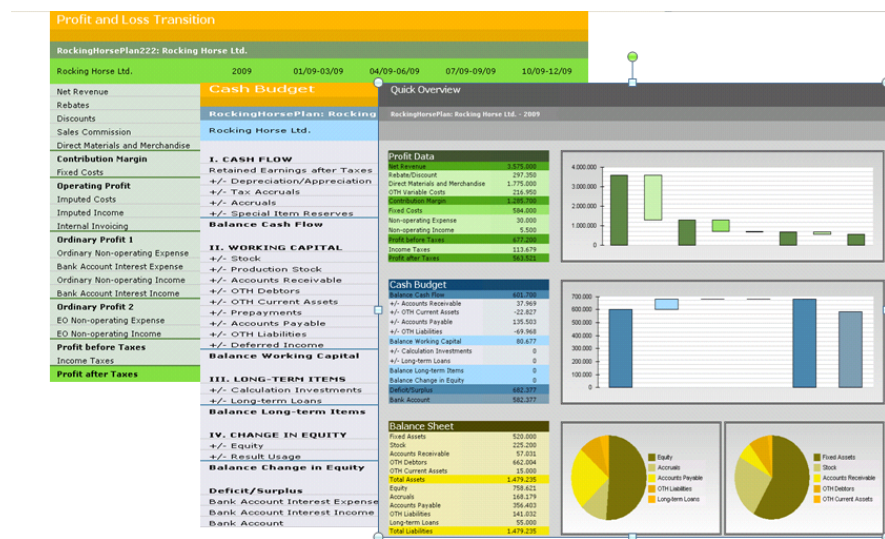 Profit and Loss Transition
RockingHorsePlan222: Rocking Horse Ltd.
Rocking Horse Ltd. 2009 01/09-03/09 04/09-06/09 07/09-09/09 10/09-12/09
Net Revenue
Rebates
Discounts
Sales Commission
Direct Materials and Merchandise
Contribution Margin
Fixed Costs
Operating Profit
Imputed Costs
Imputed Income
Internal Invoicing
Ordinary Profit 1
Ordinary Non-operating Expense
Bank Account Interest Expense
Ordinary Non-operating Income
Bank Account Interest Income
Ordinary Profit 2
EO Non-operating Expense
EO Non-operating Income
Profit before Taxes
Income Taxes
Profit after Taxes
Cash Budget
RockingHorsePlan: Rocking
Rocking Horse Ltd.
I. CASH FLOW
Retained Earnings after Taxes
+/- Depreciation/Appreciation
+/- Tax Accruals
+/- Accruals
+/- Special Item Reserves
Balance Cash Flow
II. WORKING CAPITAL
+/- Stock
+/- Production Stock
+/- Accounts Receivable
+/- OTH Debtors
+/- OTH Current Assets
+/- Prepayments
+/- Accounts Payable
+/- OTH Liabilities
+/- Deferred Income
Balance Working Capital
III. LONG-TERM ITEMS
+/- Calculation Investments
+/- Long-term Loans
Balance Long-term Items
IV. CHANGE IN EQUITY
+/- Equity
+/- Result Usage
Balance Change in Equity
Deficit/Surplus
Bank Account Interest Expense
Bank Account Interest Income
Bank Account
Quick Overview
RockingHorsePlan: Rocking Horse Ltd. - 2009
Profit Data
Net Revenue 3.575.000
Rebate/Discount 297.350
Direct Materials and Merchandise 1.775.000
OTH Variable Costs 216.950
Contribution Margin 1.285.700
Fixed Costs 584.000
Non-operating Expense 30.000
Non-operating Income 5.500
Profit before Taxes 677.200
Income Taxes 113.679
Profit after Taxes 563.521
4.000.000
3.000.000
2.000.000
1.000.000
0
Cash Budget
Balance Cash Flow 601.700
+/- Accounts Receivable 37.969
+/- OTH Current Assets -22.827
+/- Accounts Payable 135.503
+/- OTH Liabilities -69.968
Balance Working Capital 80.677
+/- Calculation Investments 0
+/- Long-term Loans 0
Balance Long-term Items 0
Balance Change in Equity 0
Deficit/Surplus 682.377
Bank Account 582.377
700.000
600.000
500.000
400.000
300.000
200.000
100.000
0
Balance Sheet
Fixed Assets 520.000
Stock 225.200
Accounts Receivable 57.031
OTH Debtors 662.004
OTH Current Assets 15.000
Total Assets 1.479.235
Equity 758.621
Accruals 168.179
Accounts Payable 356.403
OTH Liabilities 141.032
Long-term Loans 55.000
Total Liabilities 1.479.235
Equity
Accruals
Accounts Payable
OTH Liabilities
Long-term Loans
Fixed Assets
Stock
Accounts Receivable
OTH Debtors
OTH Current Assets